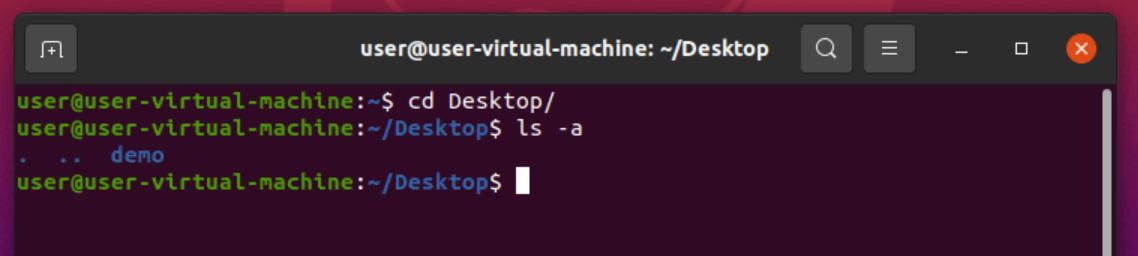 user@user-virtual-machine: ~/Desktop
user@user-virtual-machine:~$ cd Desktop/
user@user-virtual-machine:~/Desktop$ ls -a
.  ..  demo
user@user-virtual-machine:~/Desktop$